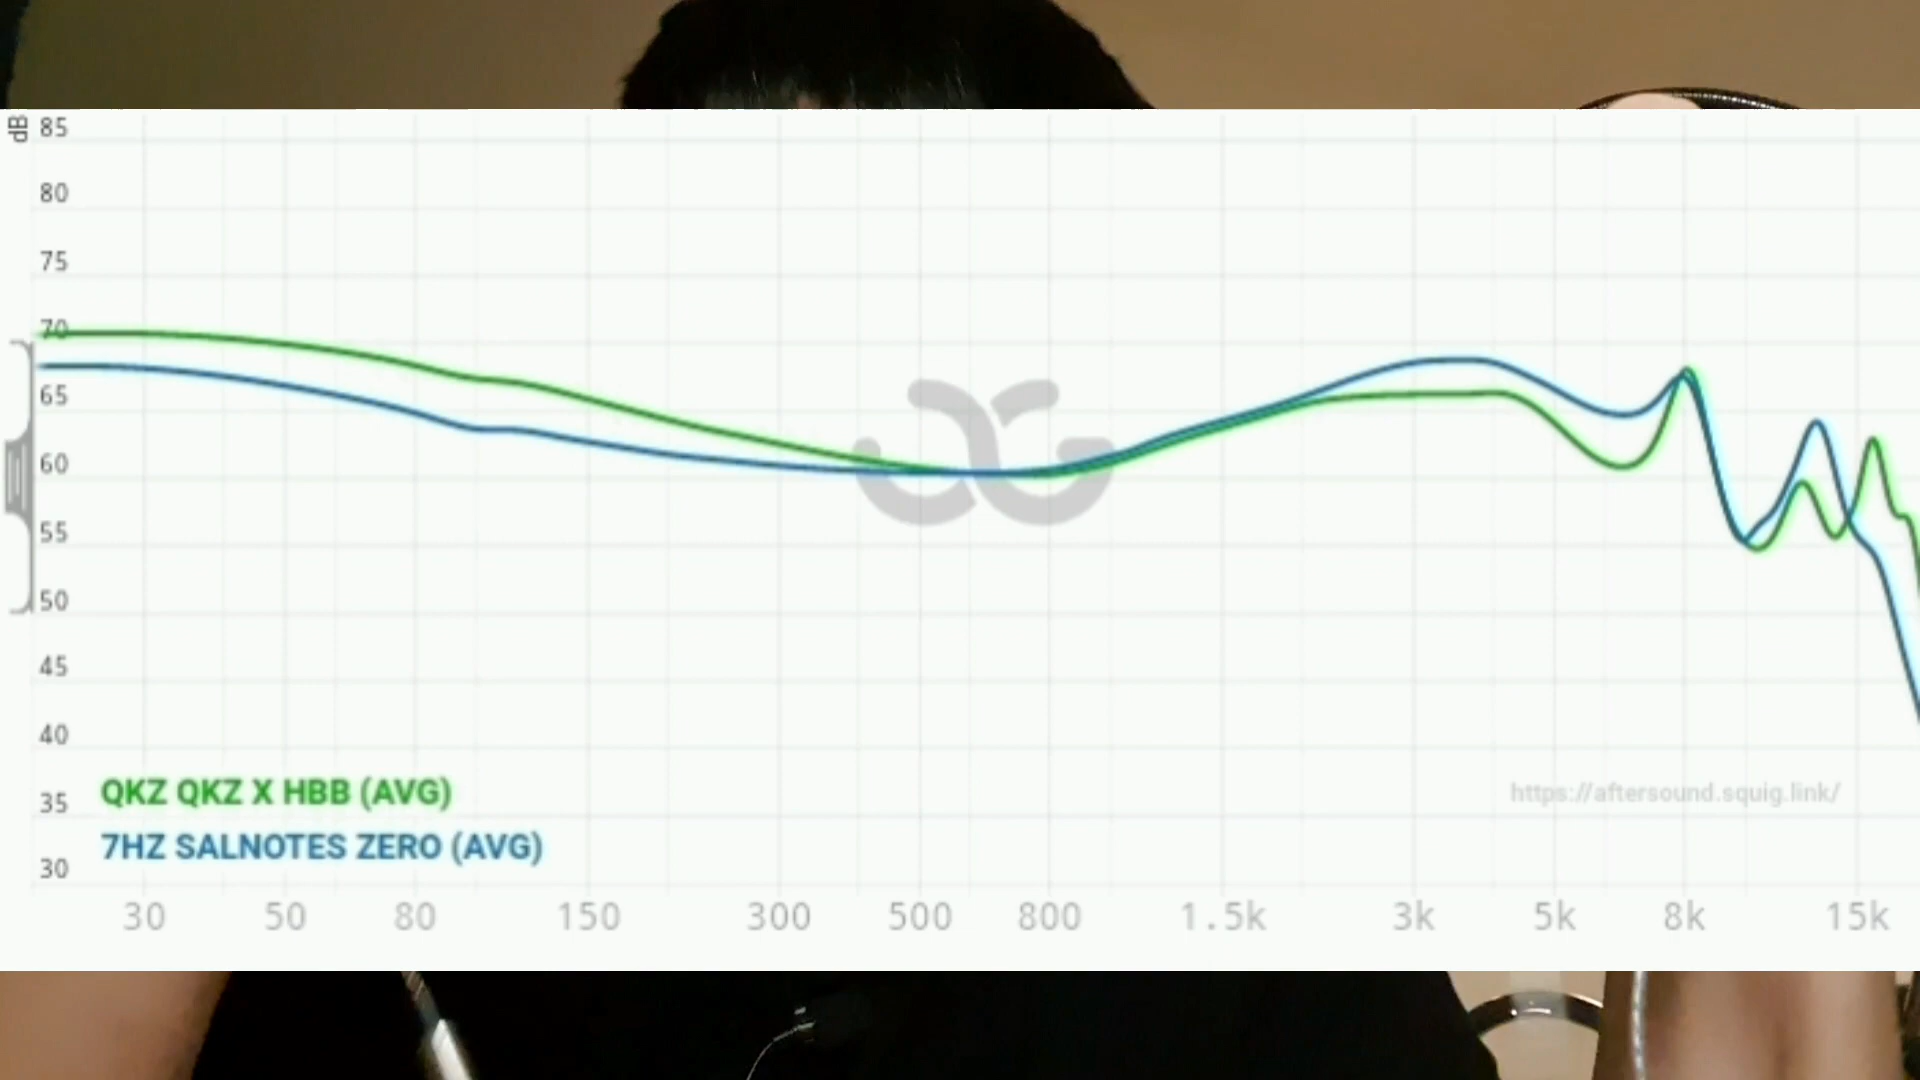 dB
85
80
75
70
65
60
55
50
45
40
35
30
QKZ QKZ X HBB (AVG)
7HZ SALNOTES ZERO (AVG)
https://aftersound.squig.link/
30 50 80 150 300 500 800 1.5k 3k 5k 8k 15k